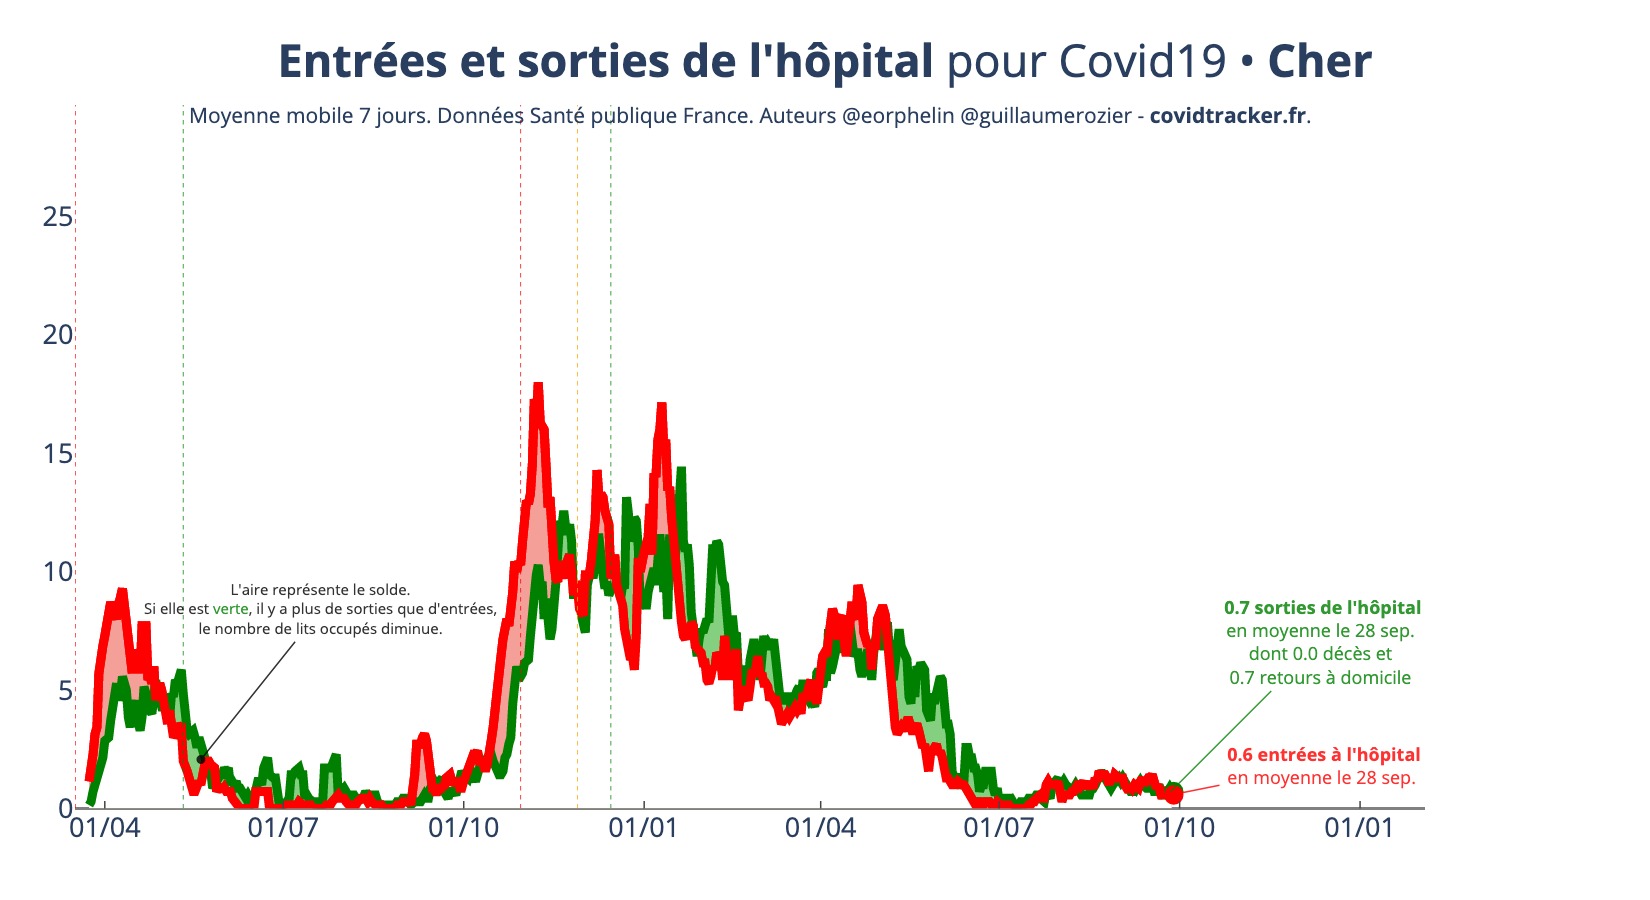 Entrées et sorties de l'hôpital pour Covid19 • Cher
Moyenne mobile 7 jours. Données Santé publique France. Auteurs @eorphelin @guillaumerozier - covidtracker.fr.
25
20
15
10
5
0
L'aire représente le solde.
Si elle est verte, il y a plus de sorties que d'entrées,
le nombre de lits occupés diminue.
0.7 sorties de l'hôpital
en moyenne le 28 sep.
dont 0.0 décès et
0.7 retours à domicile
0.6 entrées à l'hôpital
en moyenne le 28 sep.
01/04 01/07 01/10 01/01 01/04 01/07 01/10 01/01